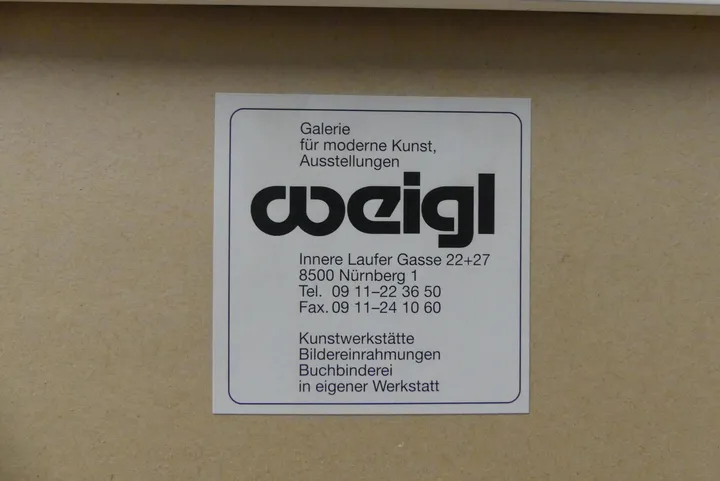 Galerie
für moderne Kunst,
Ausstellungen
weigl
Innere Laufer Gasse 22+27
8500 Nürnberg 1
Tel. 09 11–22 36 50
Fax. 09 11–24 10 60
Kunstwerkstätte
Bildereinrahmungen
Buchbinderei
in eigener Werkstatt